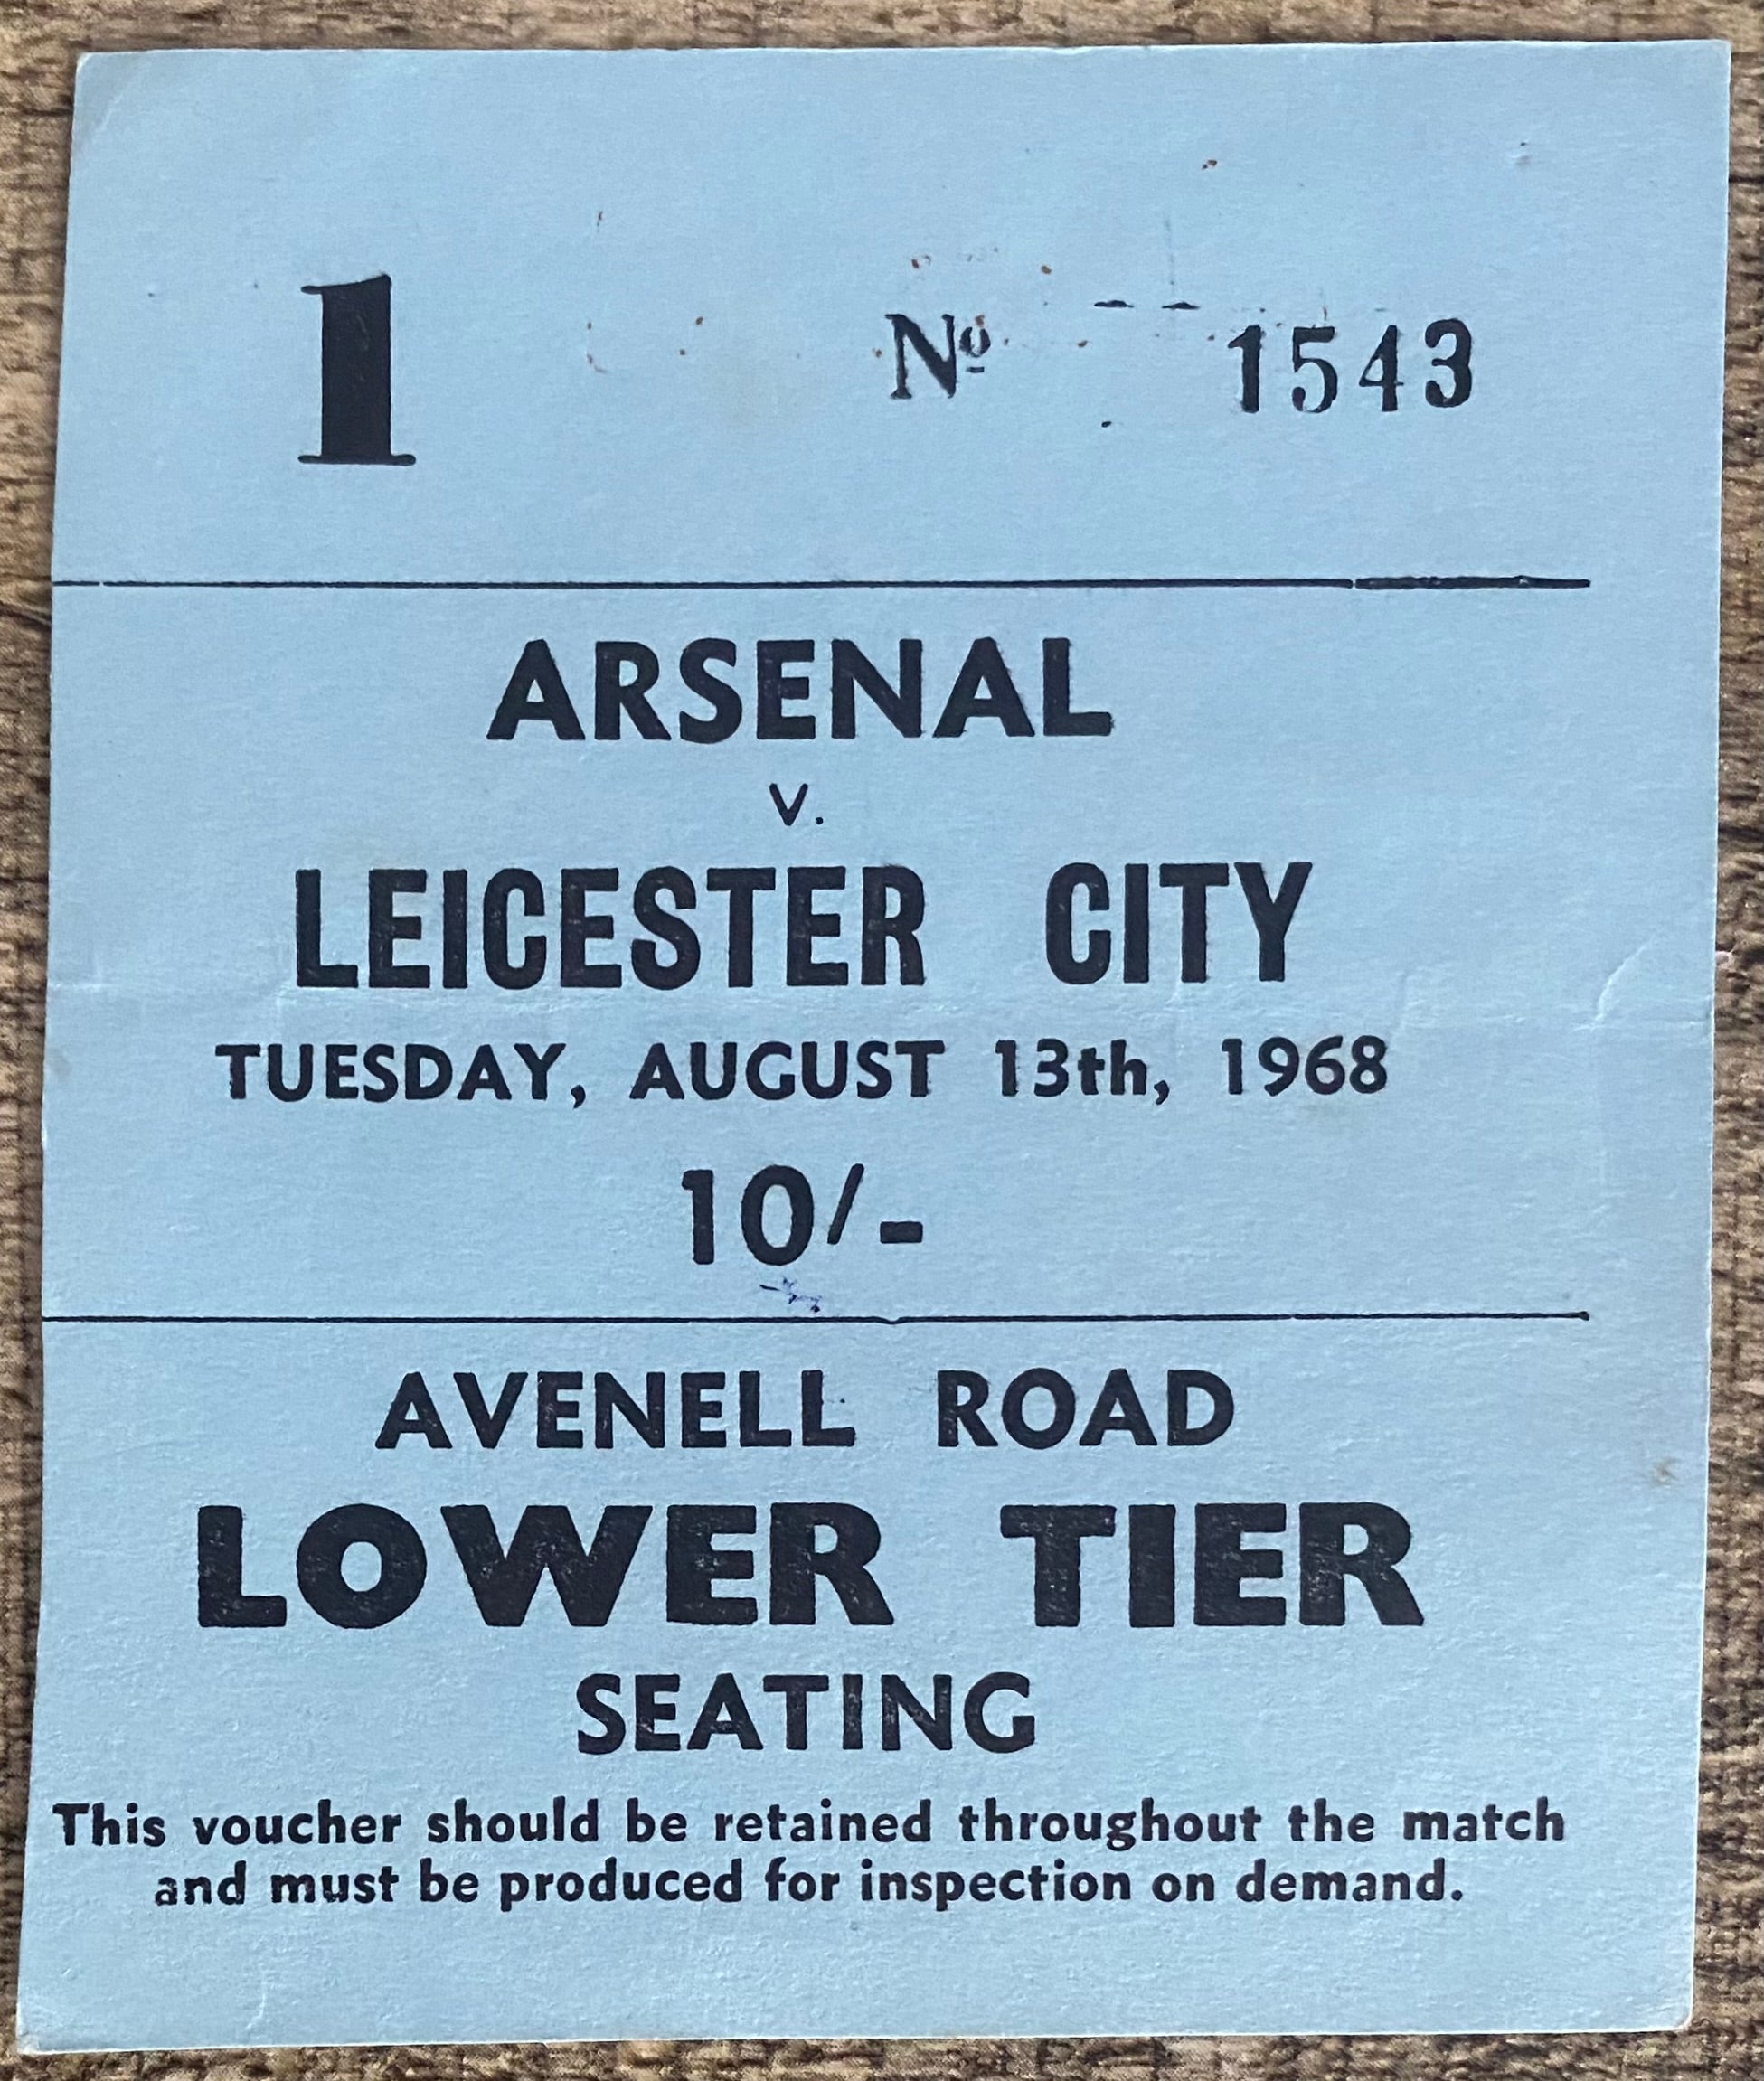 1 Nº 1543
ARSENAL
v.
LEICESTER CITY
TUESDAY, AUGUST 13th, 1968
10/-
AVENELL ROAD
LOWER TIER
SEATING
This voucher should be retained throughout the match
and must be produced for inspection on demand.